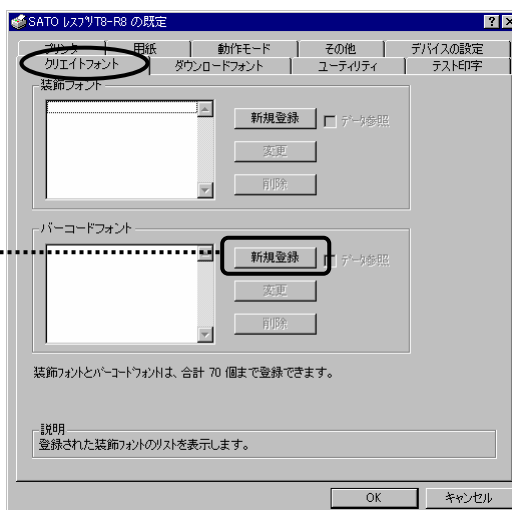 SATO ﾚｽﾌﾟﾘT8-R8 の既定
プリンタ 用紙 動作モード その他 デバイスの設定
クリエイトフォント ダウンロードフォント ユーティリティ テスト印字
装飾フォント
新規登録 データ参照
変更
削除
バーコードフォント
新規登録 データ参照
変更
削除
装飾フォントとバーコードフォントは、合計 70 個まで登録できます。
説明
登録された装飾フォントのリストを表示します。
OK キャンセル